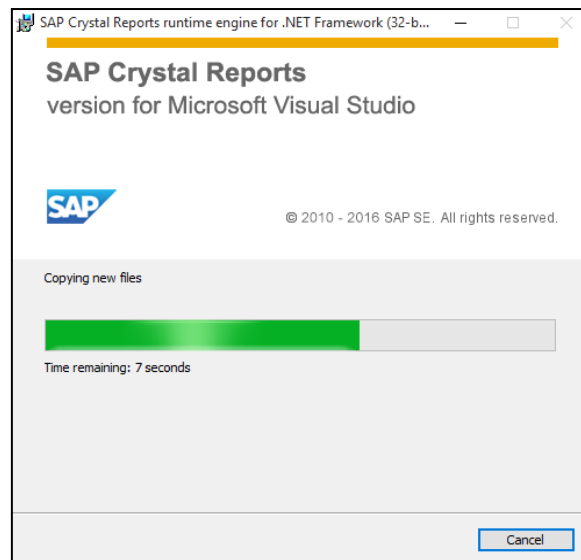 SAP Crystal Reports runtime engine for .NET Framework (32-b...
SAP Crystal Reports
version for Microsoft Visual Studio
SAP
© 2010 - 2016 SAP SE. All rights reserved.
Copying new files
Time remaining: 7 seconds
Cancel